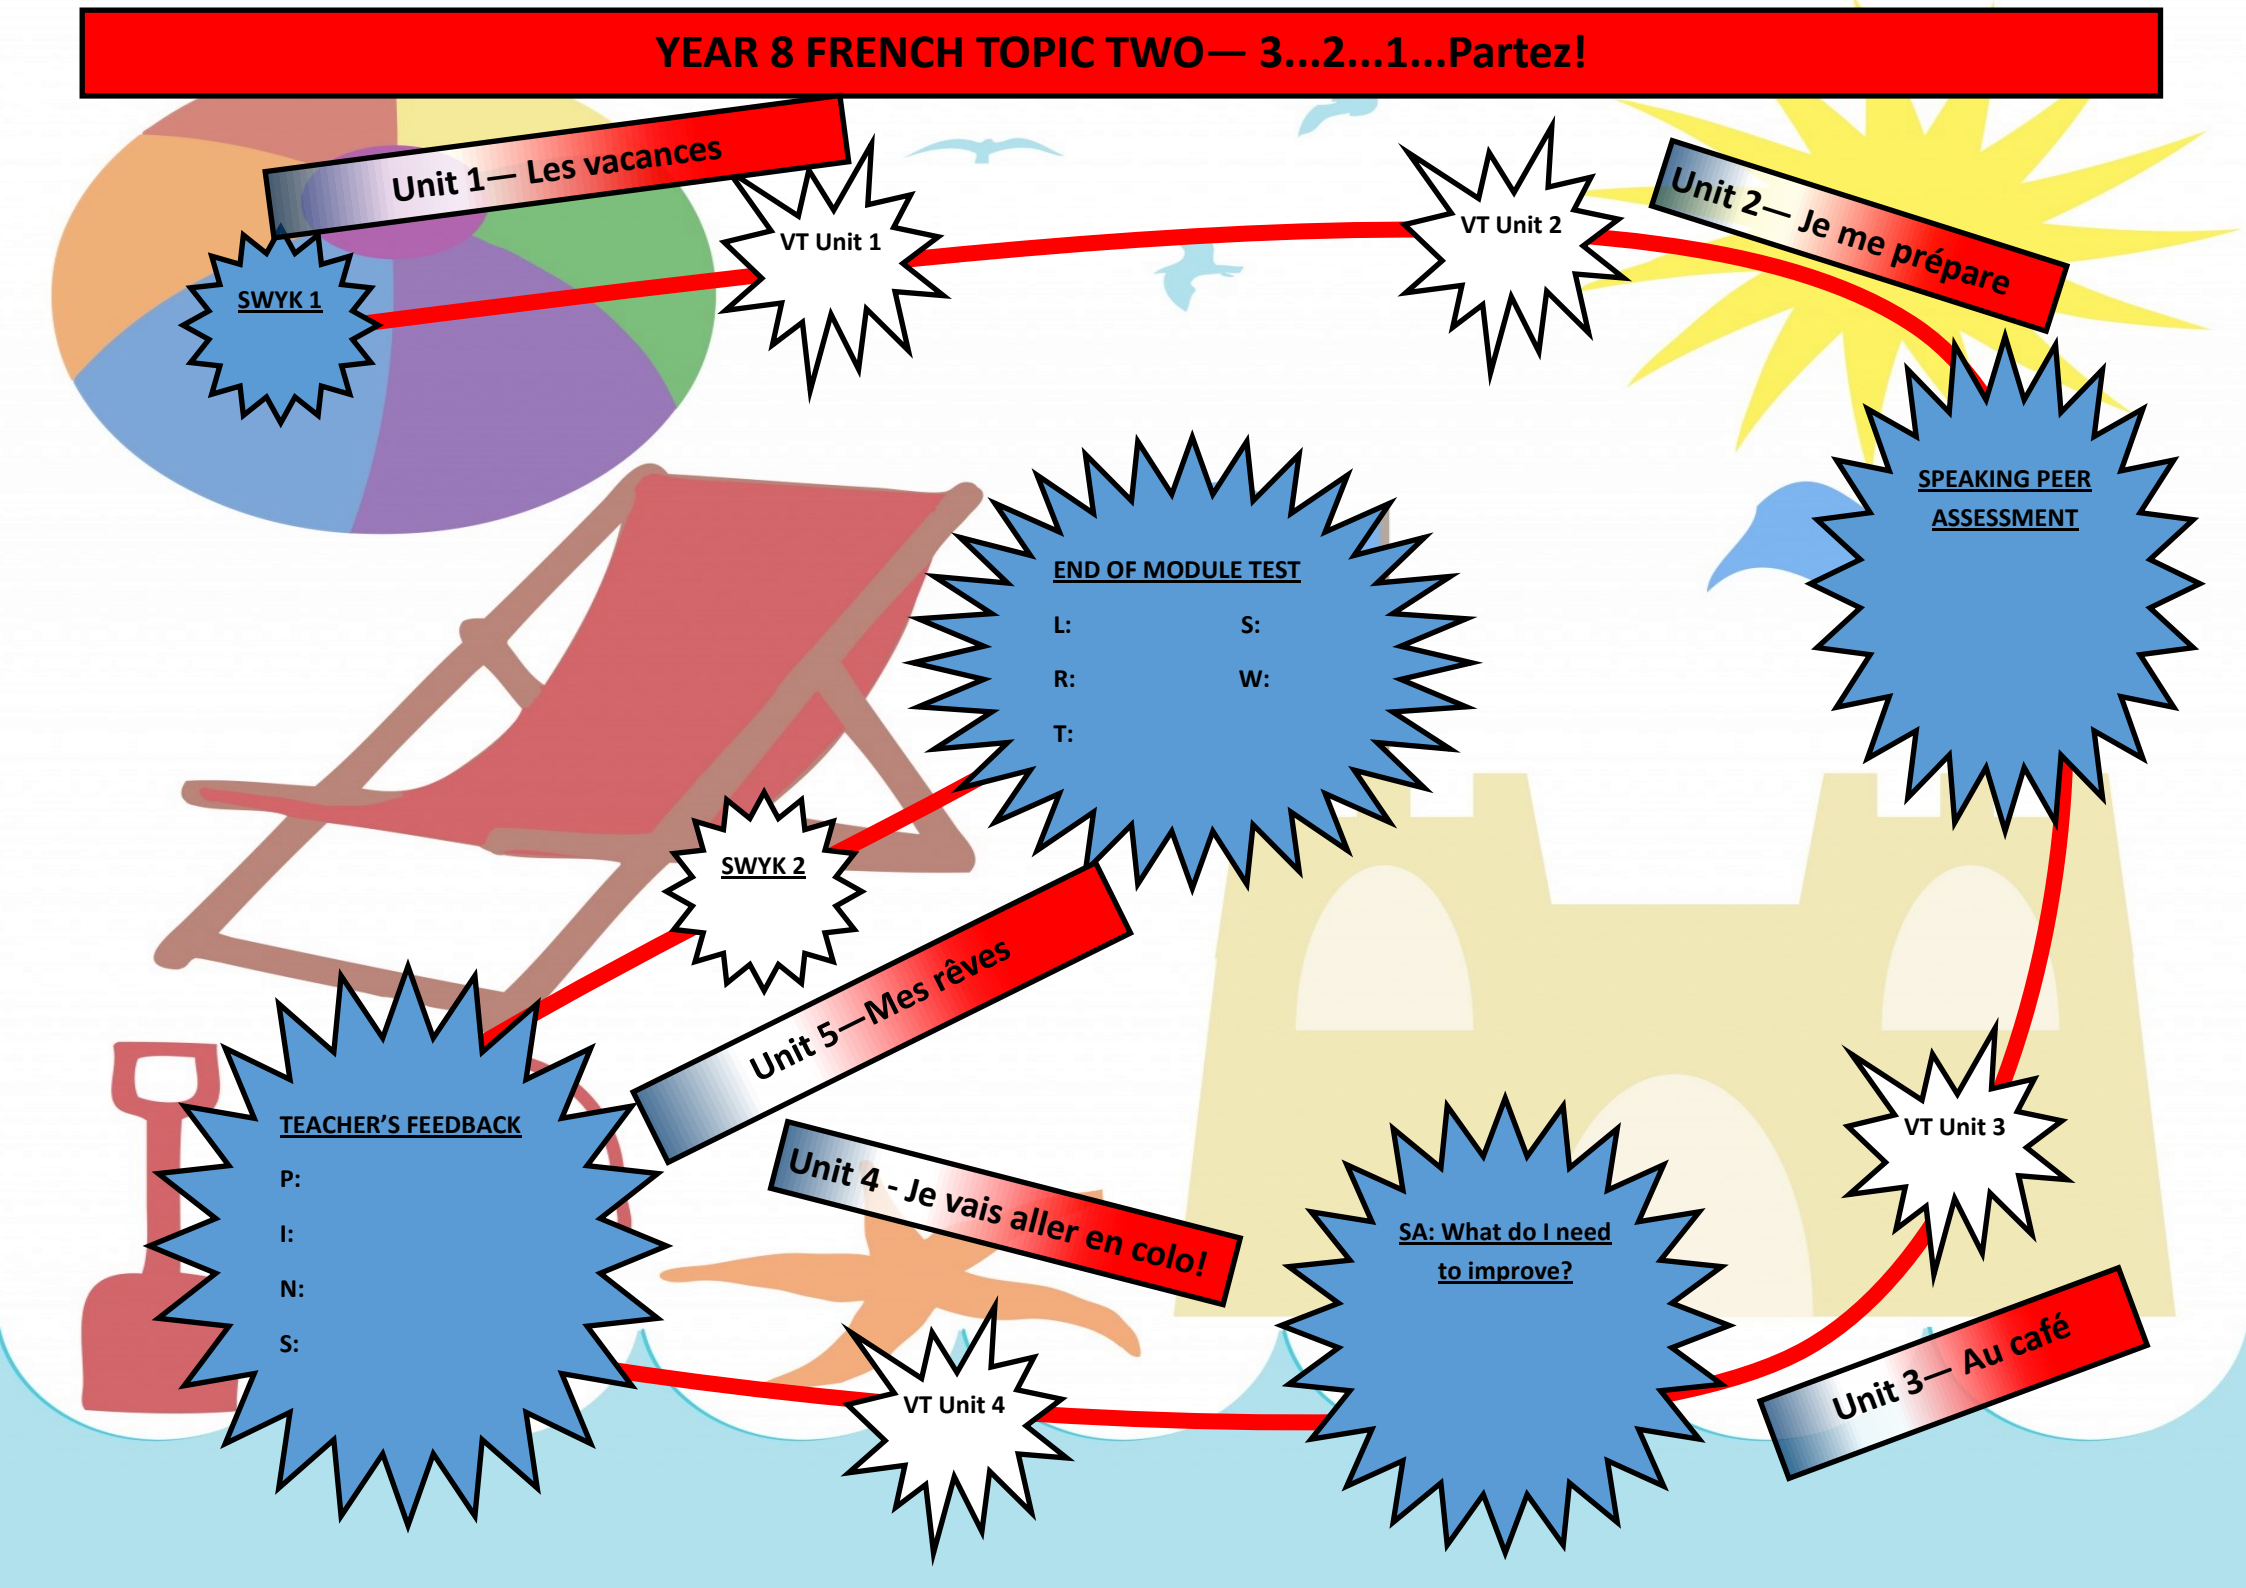 YEAR 8 FRENCH TOPIC TWO— 3...2...1...Partez!
Unit 1— Les vacances
SWYK 1
VT Unit 1
VT Unit 2
Unit 2— Je me prépare
SPEAKING PEER
ASSESSMENT
VT Unit 3
Unit 3— Au café
SA: What do I need
to improve?
VT Unit 4
Unit 4 - Je vais aller en colo!
TEACHER’S FEEDBACK
P:
I:
N:
S:
Unit 5—Mes rêves
SWYK 2
END OF MODULE TEST
L: S:
R: W:
T: